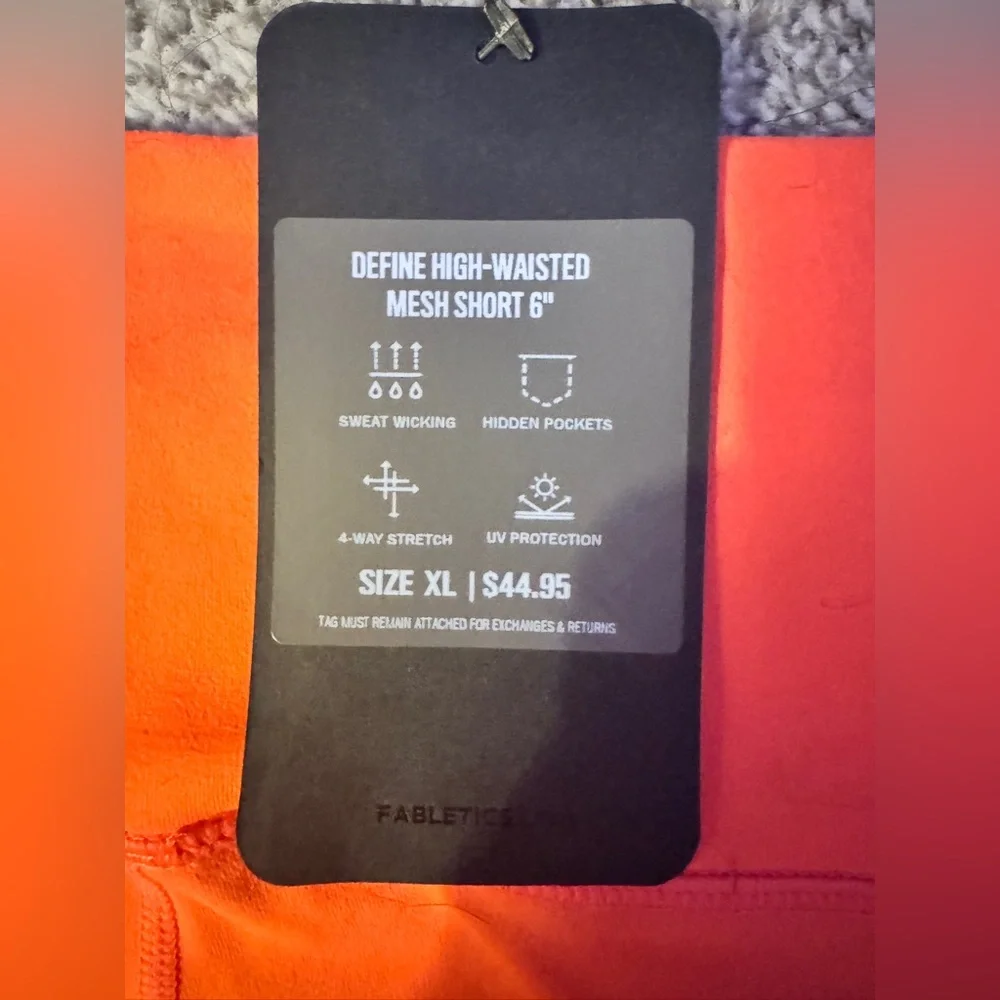 DEFINE HIGH-WAISTED
MESH SHORT 6"
SWEAT WICKING HIDDEN POCKETS
4-WAY STRETCH UV PROTECTION
SIZE XL | $44.95
TAG MUST REMAIN ATTACHED FOR EXCHANGES & RETURNS
FABLETICS